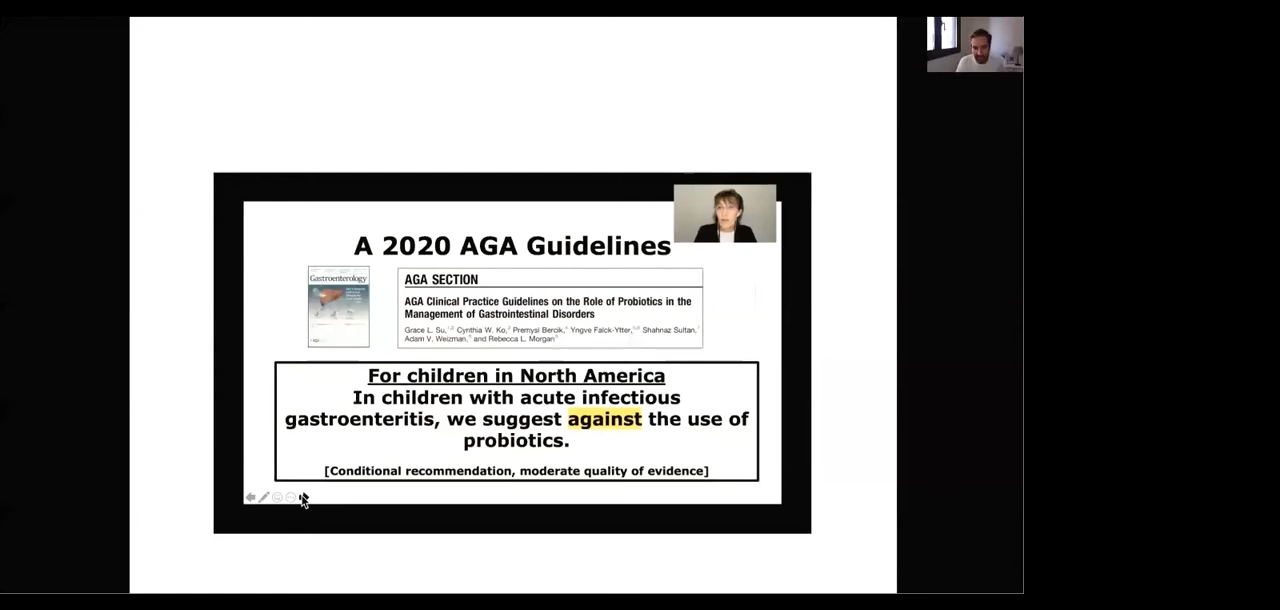 A 2020 AGA Guidelines
Gastroenterology
AGA SECTION
AGA Clinical Practice Guidelines on the Role of Probiotics in the
Management of Gastrointestinal Disorders
Grace L. Su, Cynthia W. Ko, Premysl Bercik, Yngve Falck-Ytter, Shahnaz Sultan,
Adam V. Weizman, and Rebecca L. Morgan
For children in North America
In children with acute infectious
gastroenteritis, we suggest against the use of
probiotics.
[Conditional recommendation, moderate quality of evidence]